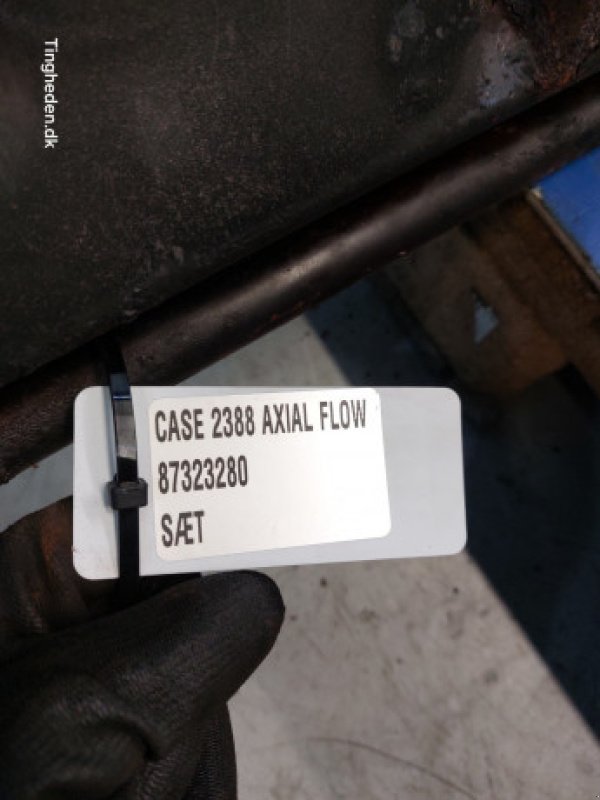 Tingheden.dk
CASE 2388 AXIAL FLOW
87323280
SÆT